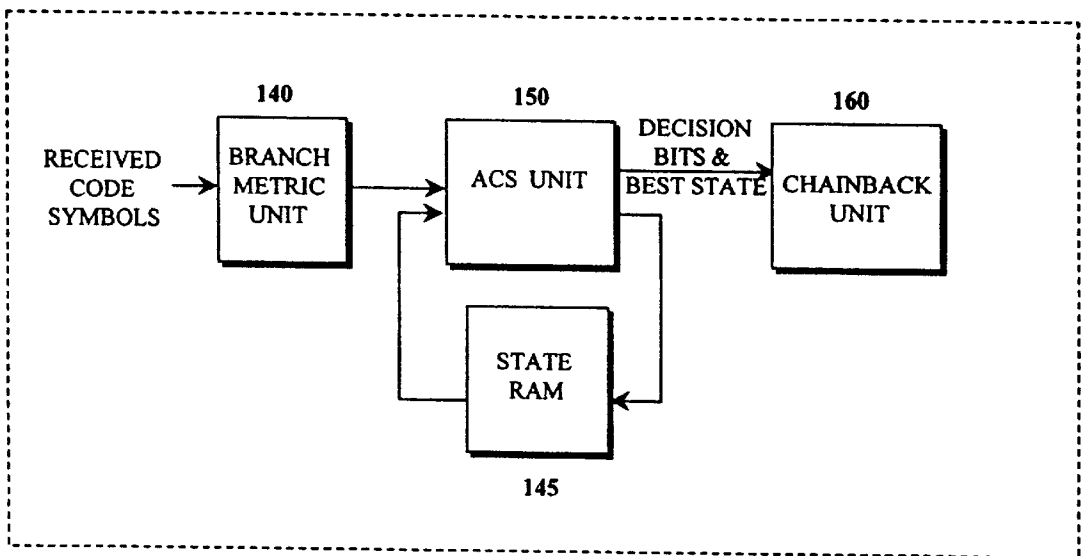 140
150
160
RECEIVED
CODE
SYMBOLS
BRANCH
METRIC
UNIT
ACS UNIT
DECISION
BITS &
BEST STATE
CHAINBACK
UNIT
STATE
RAM
145